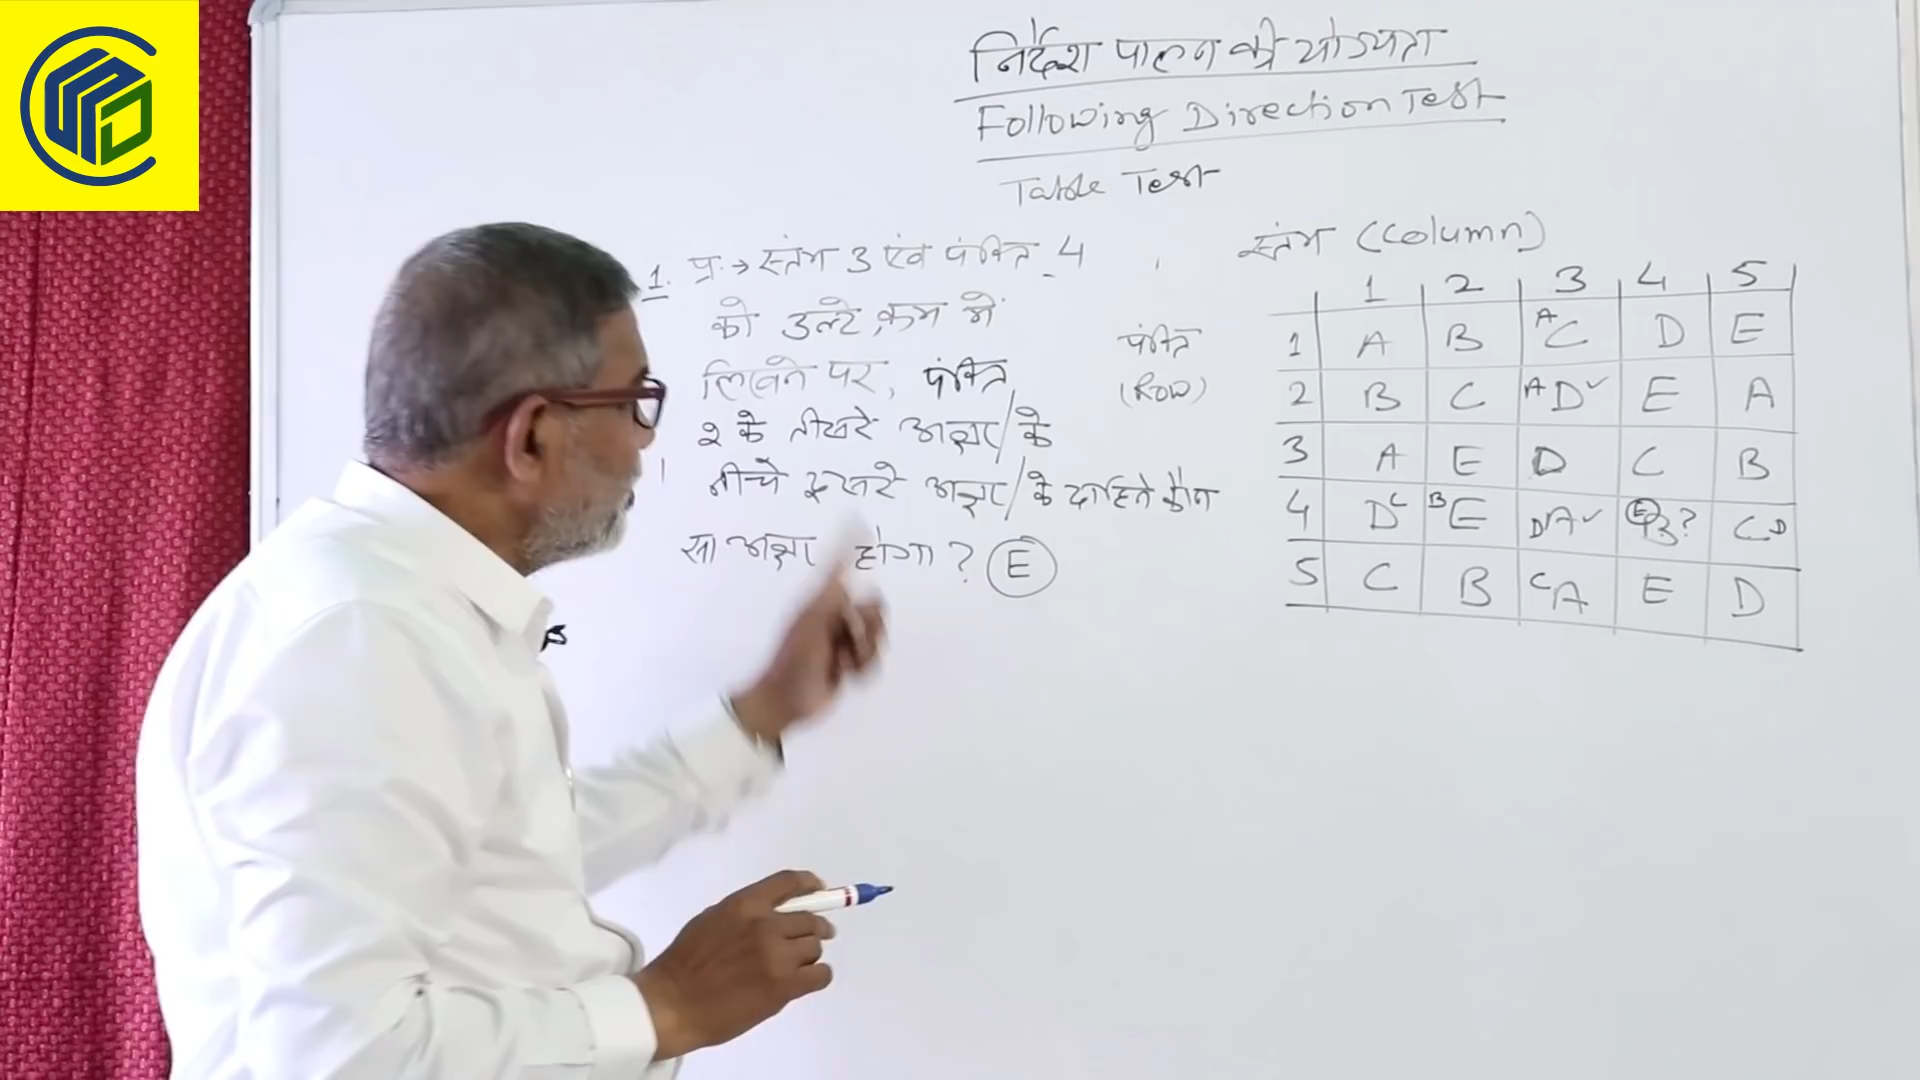 निर्देश पालन की योग्यता
Following Direction Test
Table Test
1. प्र.→ स्तंभ 3 एंव पंक्ति - 4
को उल्टे क्रम में
लिखने पर, पंक्ति
2 के तीसरे अक्षर/के
नीचे दूसरे अक्षर/के दाहिने कौन
सा अक्षर होगा? E
स्तंभ (Column)
पंक्ति
(Row)
1 2 3 4 5
1 A B A C D E
2 B C A D ✓ E A
3 A E D C B
4 D C B E D A ✓ E B ? C D
5 C B C A E D